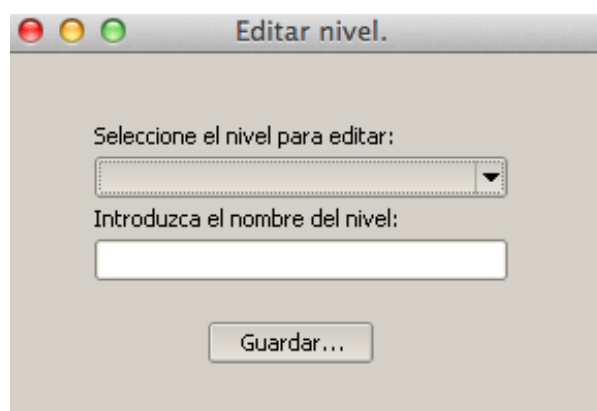 Editar nivel.
Seleccione el nivel para editar:
Introduzca el nombre del nivel:
Guardar...